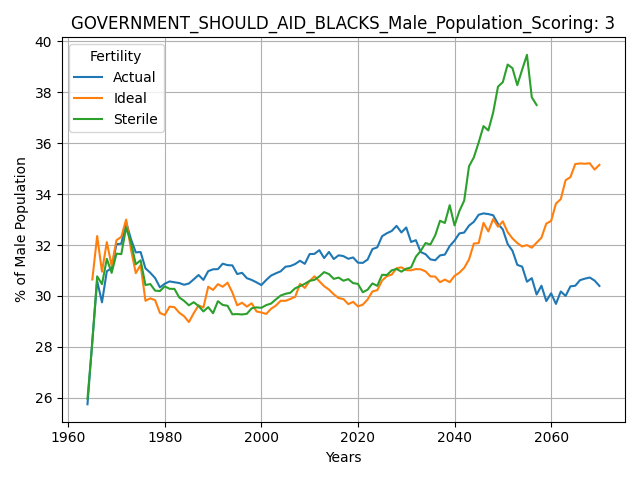 GOVERNMENT_SHOULD_AID_BLACKS_Male_Population_Scoring: 3
Fertility
Actual
Ideal
Sterile
% of Male Population
40
38
36
34
32
30
28
26
1960
1980
2000
2020
2040
2060
Years